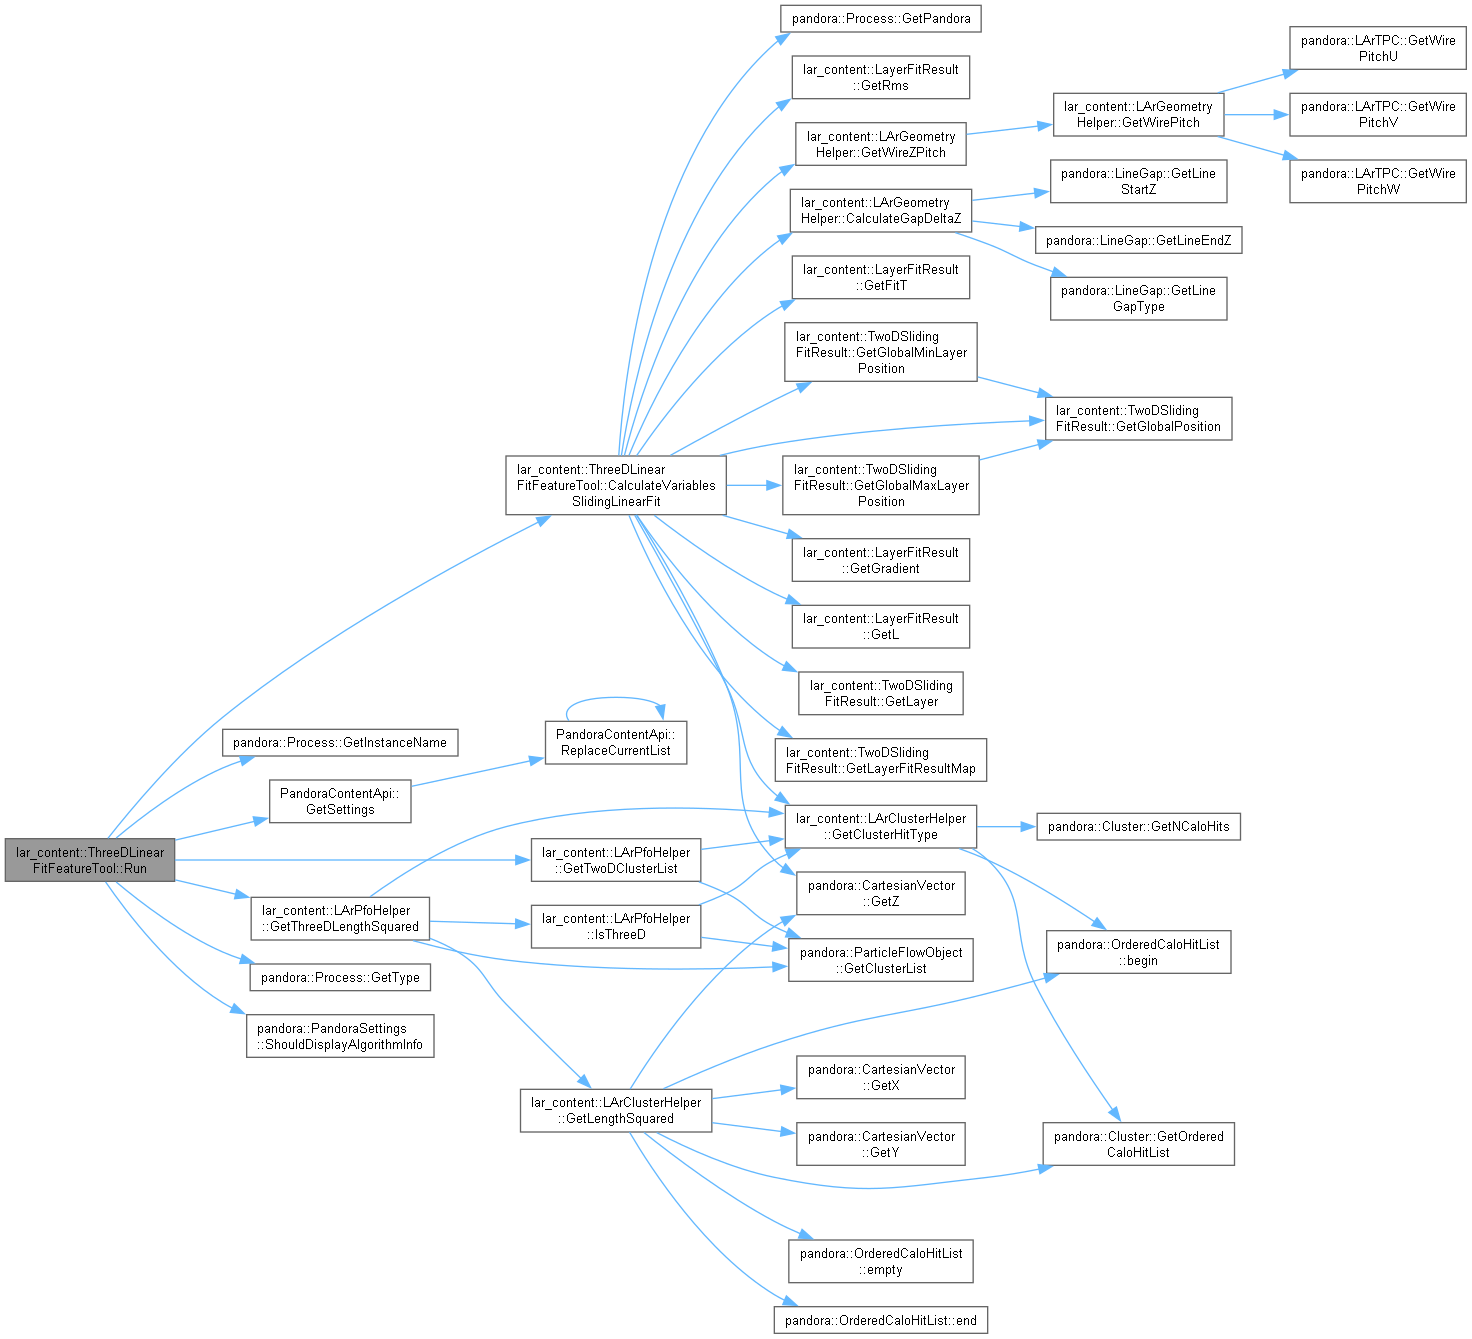 pandora::Process::GetPandora
lar_content::LayerFitResult
::GetRms
lar_content::LArGeometry
Helper::GetWireZPitch
lar_content::LArGeometry
Helper::GetWirePitch
pandora::LArTPC::GetWire
PitchU
pandora::LArTPC::GetWire
PitchV
pandora::LArTPC::GetWire
PitchW
lar_content::LArGeometry
Helper::CalculateGapDeltaZ
pandora::LineGap::GetLine
StartZ
pandora::LineGap::GetLineEndZ
pandora::LineGap::GetLine
GapType
lar_content::LayerFitResult
::GetFitT
lar_content::TwoDSliding
FitResult::GetGlobalMinLayer
Position
lar_content::TwoDSliding
FitResult::GetGlobalPosition
lar_content::ThreeDLinear
FitFeatureTool::CalculateVariables
SlidingLinearFit
lar_content::TwoDSliding
FitResult::GetGlobalMaxLayer
Position
lar_content::LayerFitResult
::GetGradient
lar_content::LayerFitResult
::GetL
lar_content::TwoDSliding
FitResult::GetLayer
lar_content::TwoDSliding
FitResult::GetLayerFitResultMap
pandora::Process::GetInstanceName
PandoraContentApi::
ReplaceCurrentList
PandoraContentApi::
GetSettings
lar_content::ThreeDLinear
FitFeatureTool::Run
lar_content::LArPfoHelper
::GetTwoDClusterList
lar_content::LArClusterHelper
::GetClusterHitType
pandora::Cluster::GetNCaloHits
lar_content::LArPfoHelper
::GetThreeDLengthSquared
lar_content::LArPfoHelper
::IsThreeD
pandora::CartesianVector
::GetZ
pandora::ParticleFlowObject
::GetClusterList
pandora::OrderedCaloHitList
::begin
pandora::Process::GetType
pandora::PandoraSettings
::ShouldDisplayAlgorithmInfo
lar_content::LArClusterHelper
::GetLengthSquared
pandora::CartesianVector
::GetX
pandora::CartesianVector
::GetY
pandora::Cluster::GetOrdered
CaloHitList
pandora::OrderedCaloHitList
::empty
pandora::OrderedCaloHitList::end